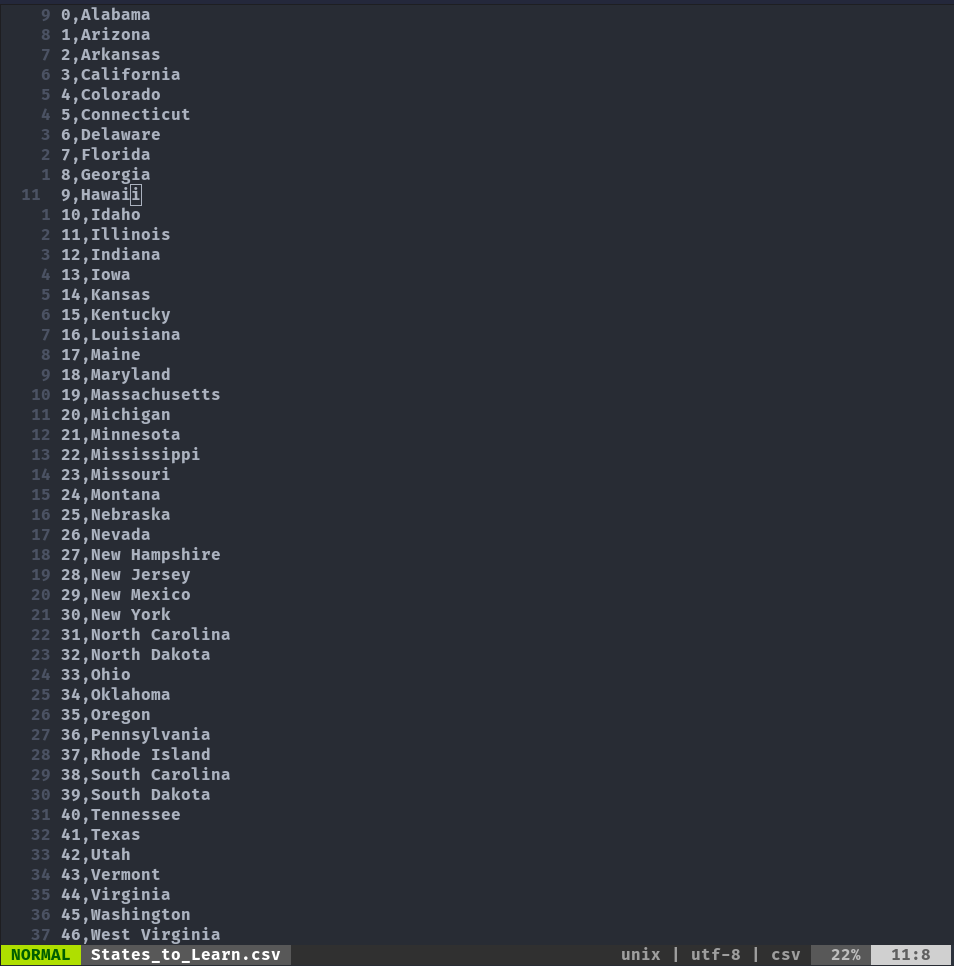 9 0,Alabama
8 1,Arizona
7 2,Arkansas
6 3,California
5 4,Colorado
4 5,Connecticut
3 6,Delaware
2 7,Florida
1 8,Georgia
11 9,Hawaii
1 10,Idaho
2 11,Illinois
3 12,Indiana
4 13,Iowa
5 14,Kansas
6 15,Kentucky
7 16,Louisiana
8 17,Maine
9 18,Maryland
10 19,Massachusetts
11 20,Michigan
12 21,Minnesota
13 22,Mississippi
14 23,Missouri
15 24,Montana
16 25,Nebraska
17 26,Nevada
18 27,New Hampshire
19 28,New Jersey
20 29,New Mexico
21 30,New York
22 31,North Carolina
23 32,North Dakota
24 33,Ohio
25 34,Oklahoma
26 35,Oregon
27 36,Pennsylvania
28 37,Rhode Island
29 38,South Carolina
30 39,South Dakota
31 40,Tennessee
32 41,Texas
33 42,Utah
34 43,Vermont
35 44,Virginia
36 45,Washington
37 46,West Virginia
NORMAL States_to_Learn.csv unix | utf-8 | csv 22% 11:8